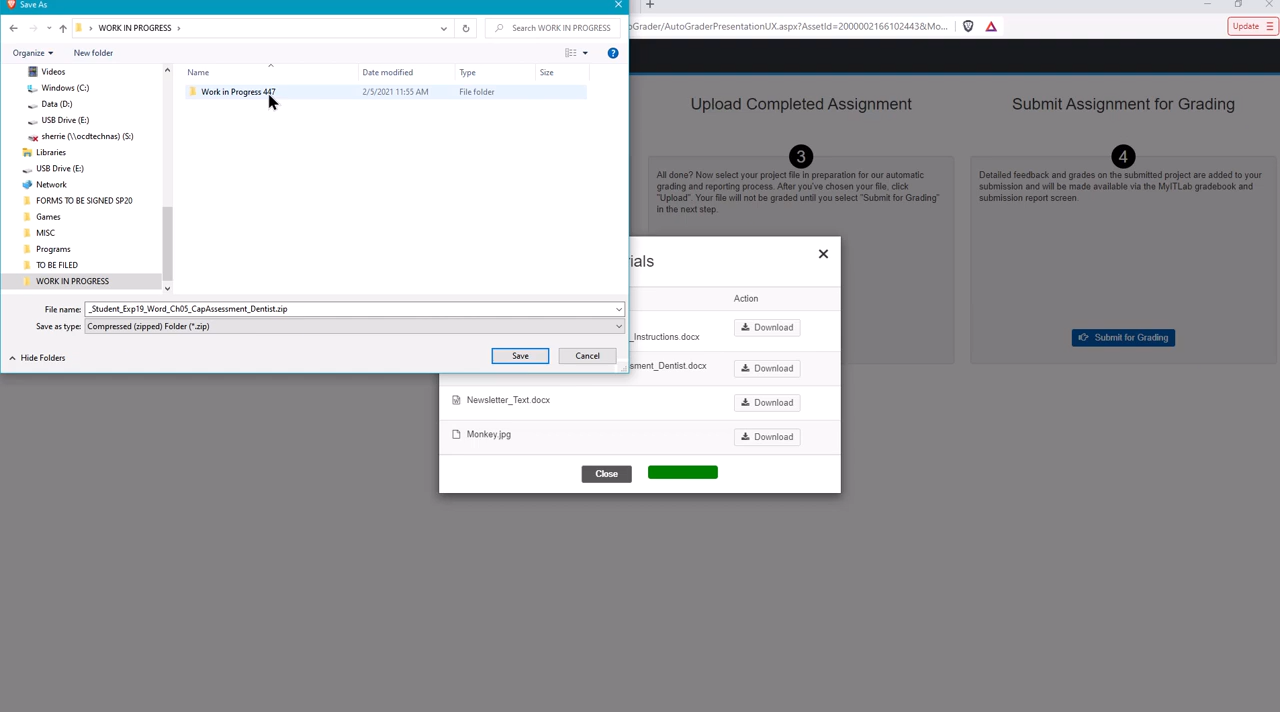 Save As
WORK IN PROGRESS
Search WORK IN PROGRESS
oGrader/AutoGraderPresentationUX.aspx?AssetId=2000002166102443&Mo...
Update
Organize
New folder
Name
Date modified
Type
Size
Work in Progress 447
2/5/2021 11:55 AM
File folder
Videos
Windows (C:)
Data (D:)
USB Drive (E:)
sherrie (\\ocdtechnas) (S:)
Libraries
USB Drive (E:)
Network
FORMS TO BE SIGNED SP20
Games
MISC
Programs
TO BE FILED
WORK IN PROGRESS
File name: _Student_Exp19_Word_Ch05_CapAssessment_Dentist.zip
Save as type: Compressed (zipped) Folder (*.zip)
Hide Folders
Save
Cancel
Upload Completed Assignment
3
All done? Now select your project file in preparation for our automatic
grading and reporting process. After you've chosen your file, click
"Upload". Your file will not be graded until you select "Submit for Grading"
in the next step.
Submit Assignment for Grading
4
Detailed feedback and grades on the submitted project are added to your
submission and will be made available via the MyITLab gradebook and
submission report screen.
Submit for Grading
ials
Action
_Instructions.docx
Download
sment_Dentist.docx
Download
Newsletter_Text.docx
Download
Monkey.jpg
Download
Close